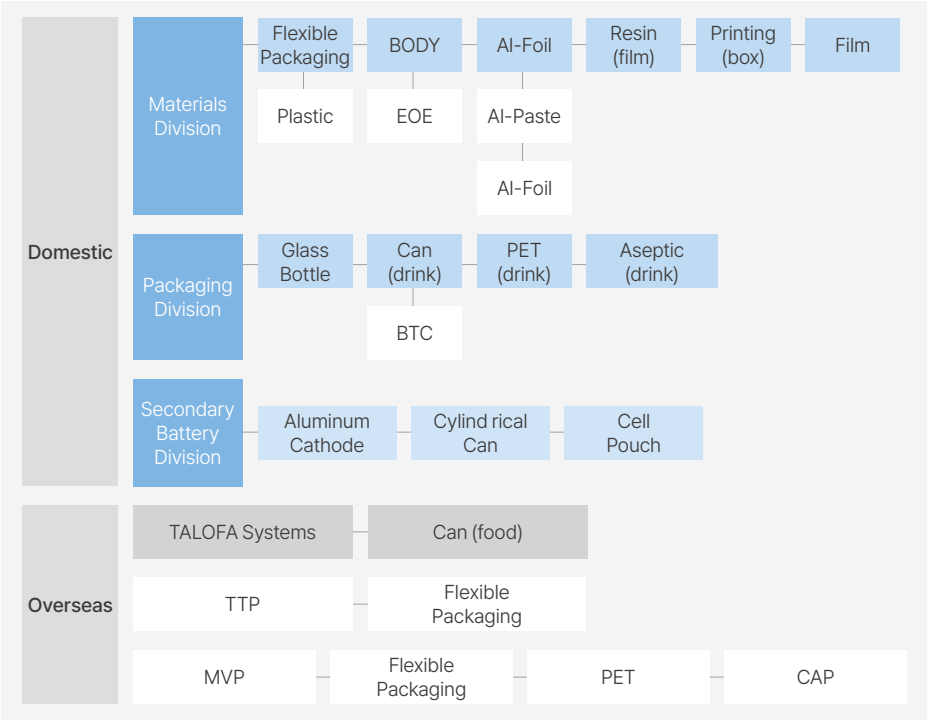 Domestic
Materials
Division
Flexible
Packaging
BODY
Al-Foil
Resin
(film)
Printing
(box)
Film
Plastic
EOE
Al-Paste
Al-Foil
Packaging
Division
Glass
Bottle
Can
(drink)
PET
(drink)
Aseptic
(drink)
BTC
Secondary
Battery
Division
Aluminum
Cathode
Cylind rical
Can
Cell
Pouch
Overseas
TALOFA Systems
Can (food)
TTP
Flexible
Packaging
MVP
Flexible
Packaging
PET
CAP